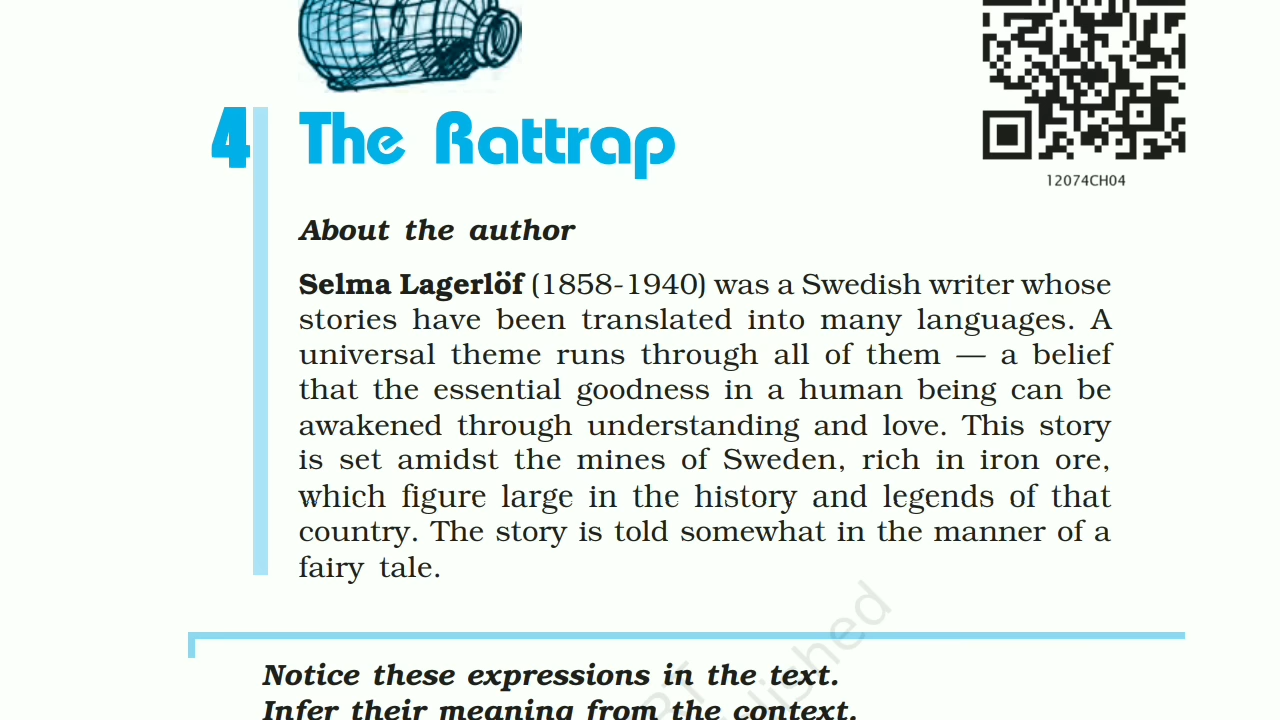 12074CH04
4 The Rattrap
About the author
Selma Lagerlöf (1858-1940) was a Swedish writer whose
stories have been translated into many languages. A
universal theme runs through all of them — a belief
that the essential goodness in a human being can be
awakened through understanding and love. This story
is set amidst the mines of Sweden, rich in iron ore,
which figure large in the history and legends of that
country. The story is told somewhat in the manner of a
fairy tale.
Notice these expressions in the text.
Infer their meaning from the context.